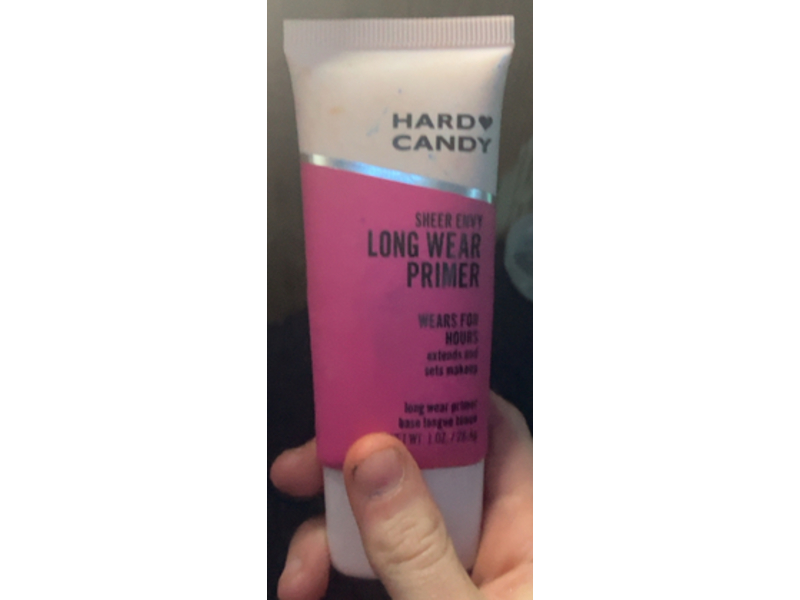 HARD♥
CANDY
SHEER ENVY
LONG WEAR
PRIMER
WEARS FOR
HOURS
extends and
sets makeup
long wear primer
base longue tenue
WT. 1 OZ. / 28.4g